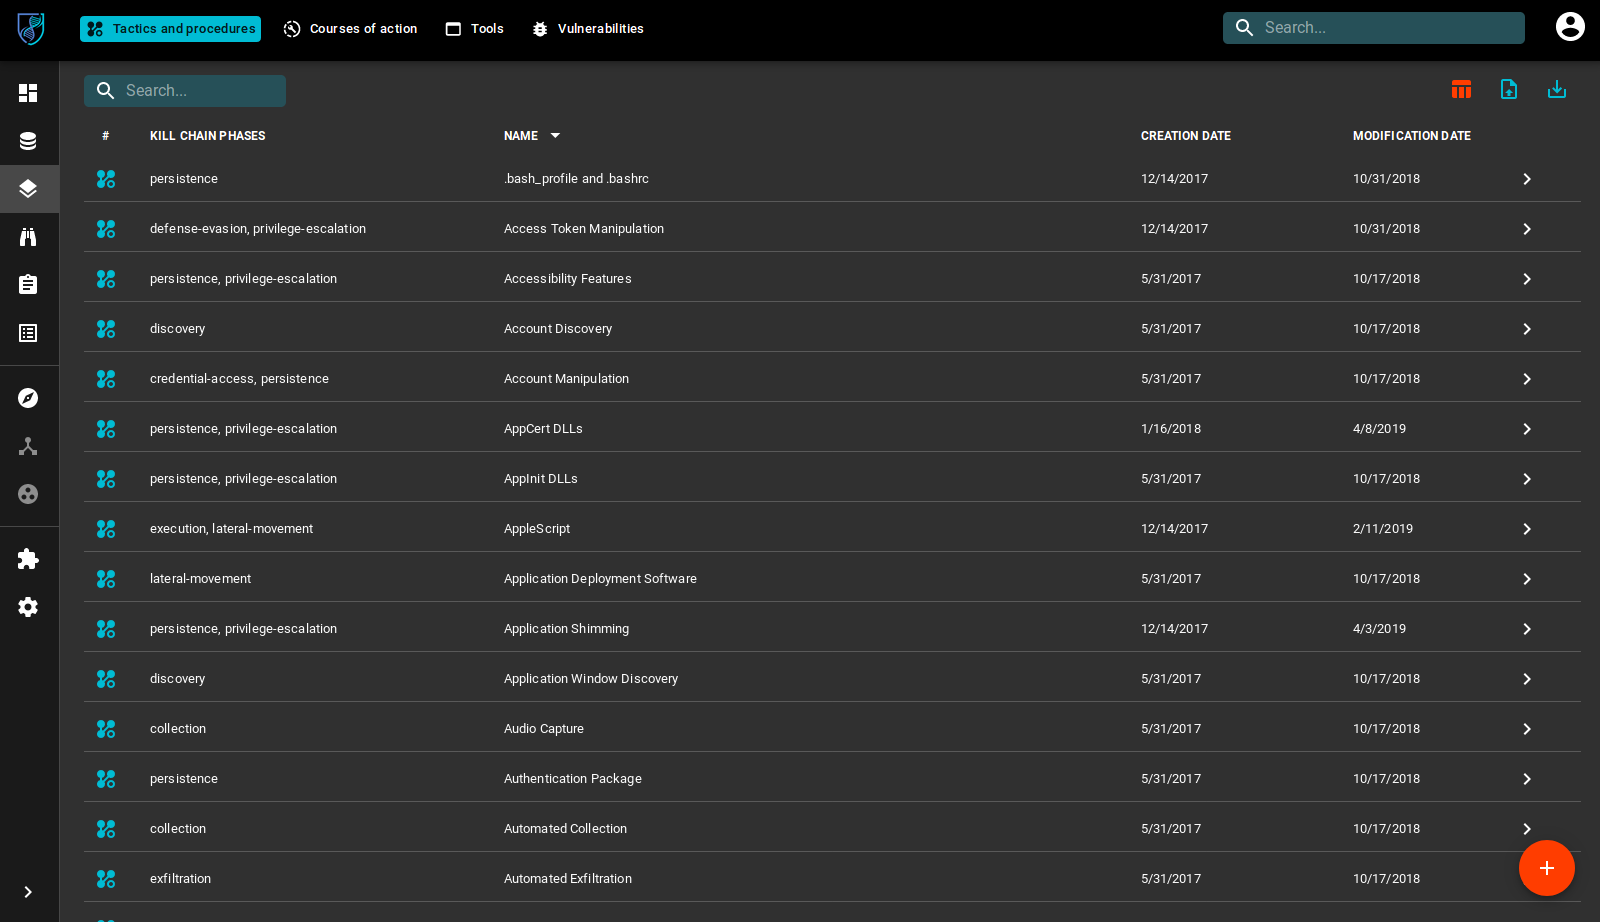 Tactics and procedures Courses of action Tools Vulnerabilities Search...
Search...
# KILL CHAIN PHASES NAME CREATION DATE MODIFICATION DATE
persistence .bash_profile and .bashrc 12/14/2017 10/31/2018
defense-evasion, privilege-escalation Access Token Manipulation 12/14/2017 10/31/2018
persistence, privilege-escalation Accessibility Features 5/31/2017 10/17/2018
discovery Account Discovery 5/31/2017 10/17/2018
credential-access, persistence Account Manipulation 5/31/2017 10/17/2018
persistence, privilege-escalation AppCert DLLs 1/16/2018 4/8/2019
persistence, privilege-escalation AppInit DLLs 5/31/2017 10/17/2018
execution, lateral-movement AppleScript 12/14/2017 2/11/2019
lateral-movement Application Deployment Software 5/31/2017 10/17/2018
persistence, privilege-escalation Application Shimming 12/14/2017 4/3/2019
discovery Application Window Discovery 5/31/2017 10/17/2018
collection Audio Capture 5/31/2017 10/17/2018
persistence Authentication Package 5/31/2017 10/17/2018
collection Automated Collection 5/31/2017 10/17/2018
exfiltration Automated Exfiltration 5/31/2017 10/17/2018